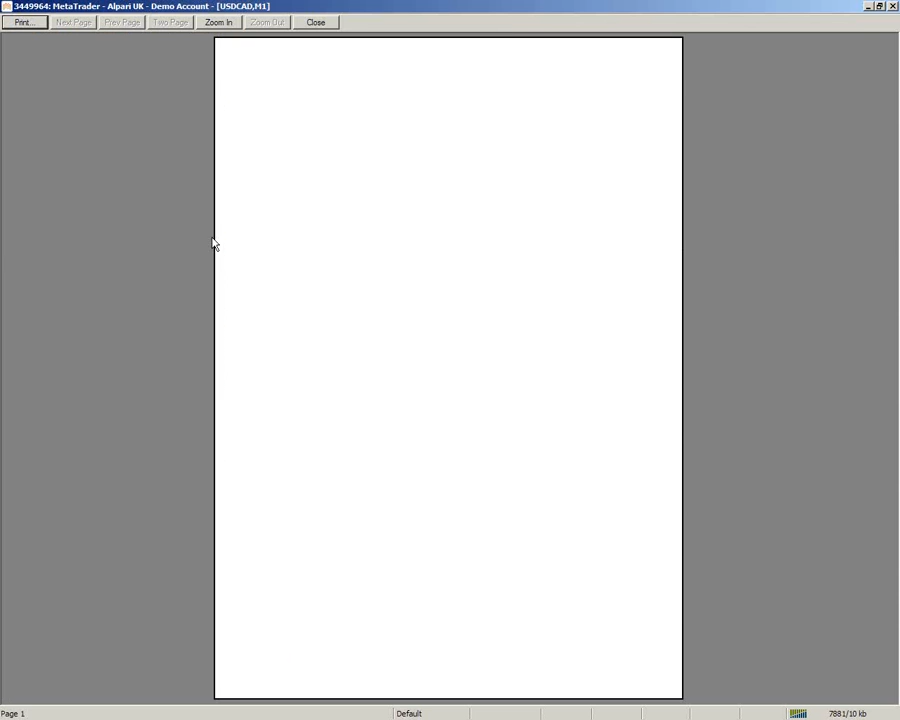 3449964: MetaTrader - Alpari UK - Demo Account - [USDCAD,M1]
Print... Next Page Prev Page Two Page Zoom In Zoom Out Close
Page 1 Default 7881/10 kb